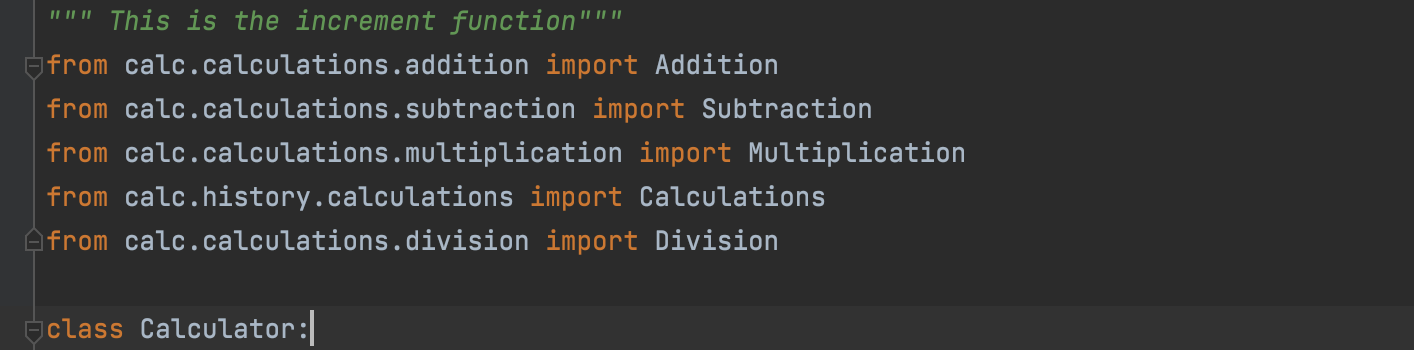 """ This is the increment function"""
from calc.calculations.addition import Addition
from calc.calculations.subtraction import Subtraction
from calc.calculations.multiplication import Multiplication
from calc.history.calculations import Calculations
from calc.calculations.division import Division
class Calculator: